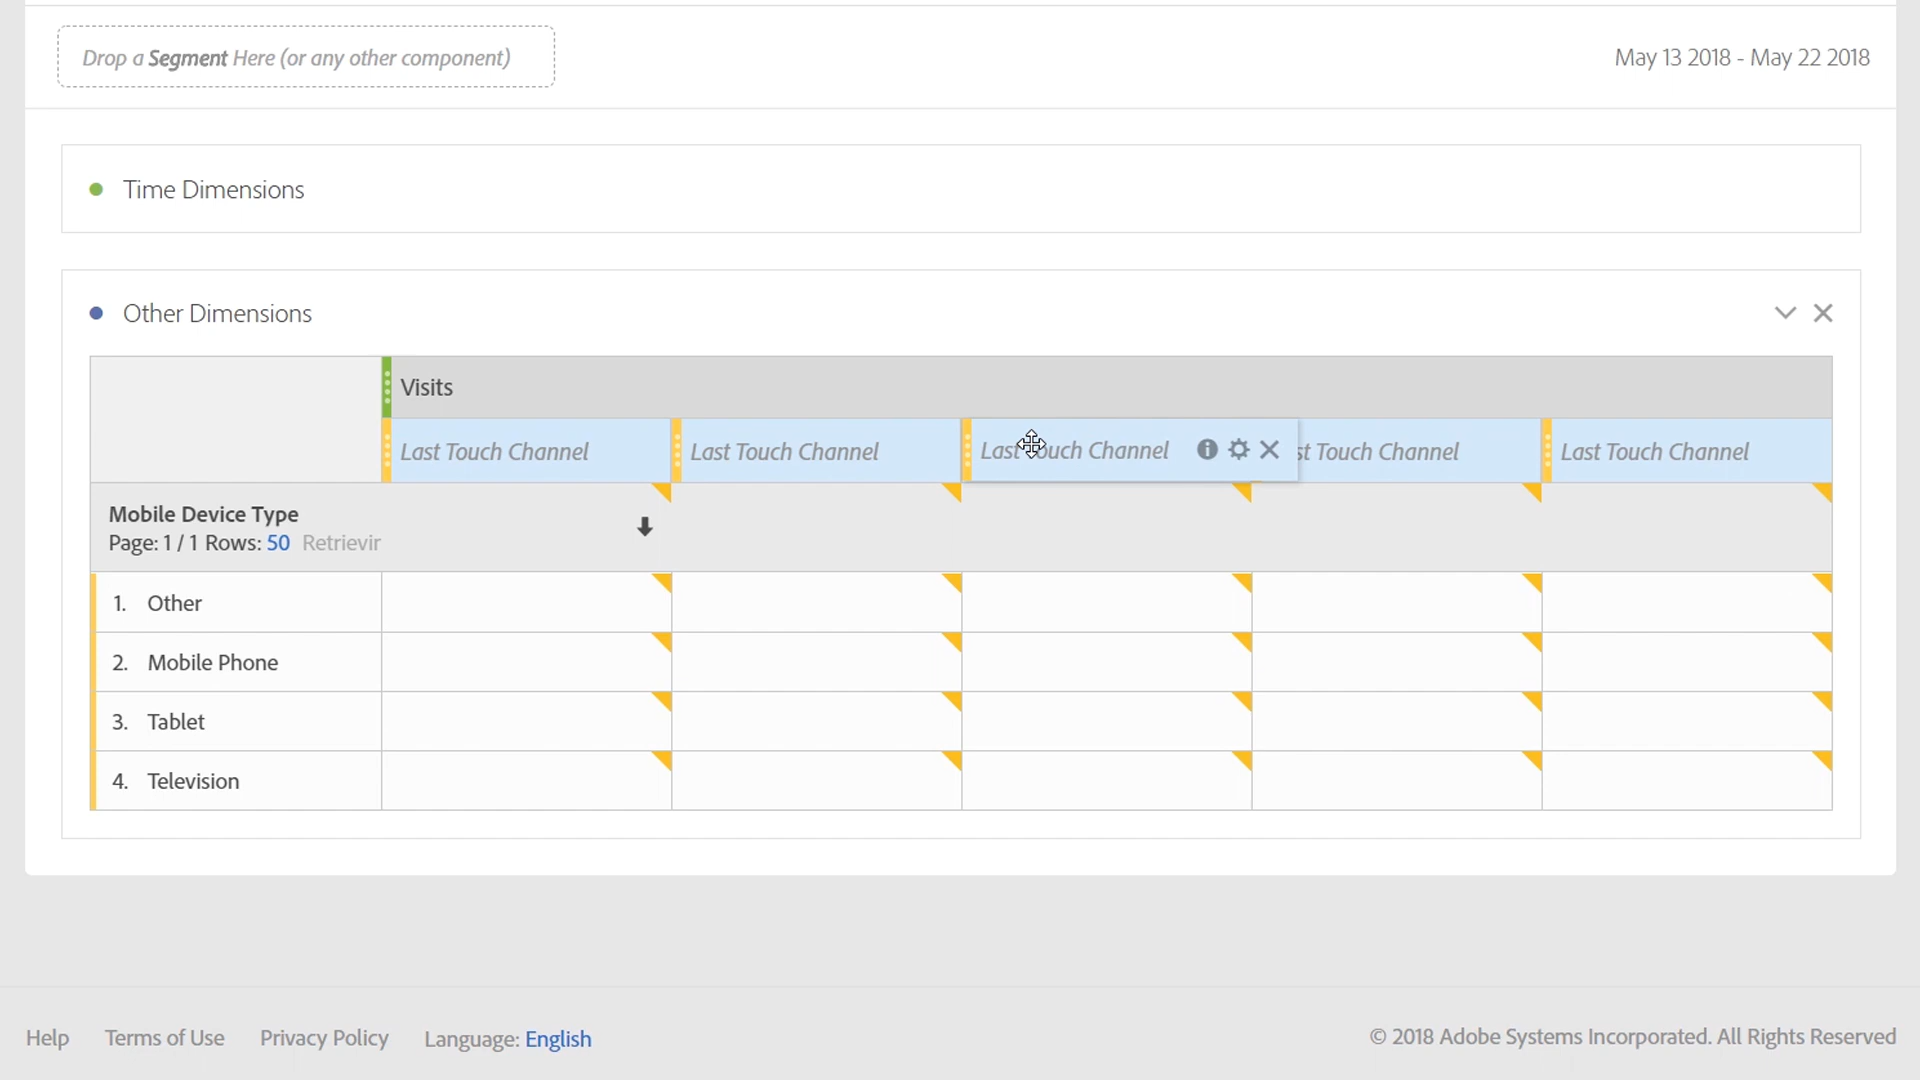 Drop a Segment Here (or any other component)
May 13 2018 - May 22 2018
Time Dimensions
Other Dimensions
Visits
Last Touch Channel
Last Touch Channel
Last Touch Channel
st Touch Channel
Last Touch Channel
Mobile Device Type
Page: 1 / 1 Rows: 50 Retrievir
1. Other
2. Mobile Phone
3. Tablet
4. Television
Help
Terms of Use
Privacy Policy
Language: English
© 2018 Adobe Systems Incorporated. All Rights Reserved